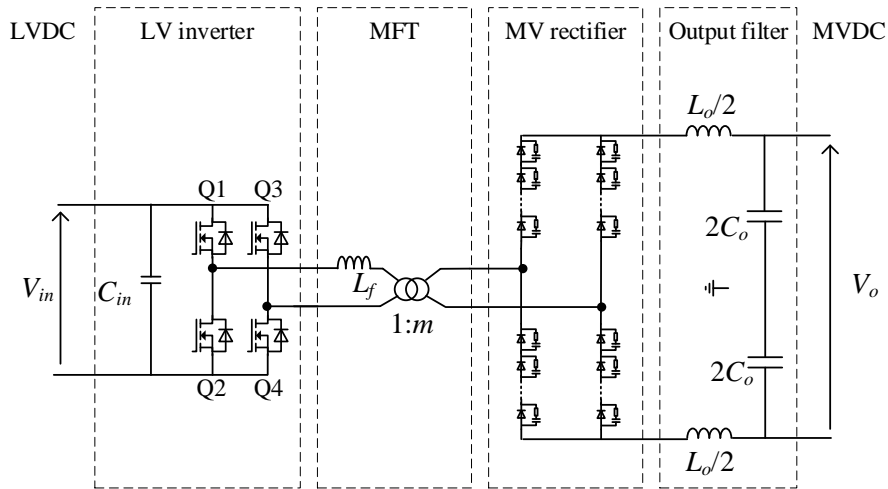 LVDC
LV inverter
MFT
MV rectifier
Output filter
MVDC
Lo/2
Q1 Q3
2Co
Vin
Cin
Lf
1:m
Vo
2Co
Q2 Q4
Lo/2